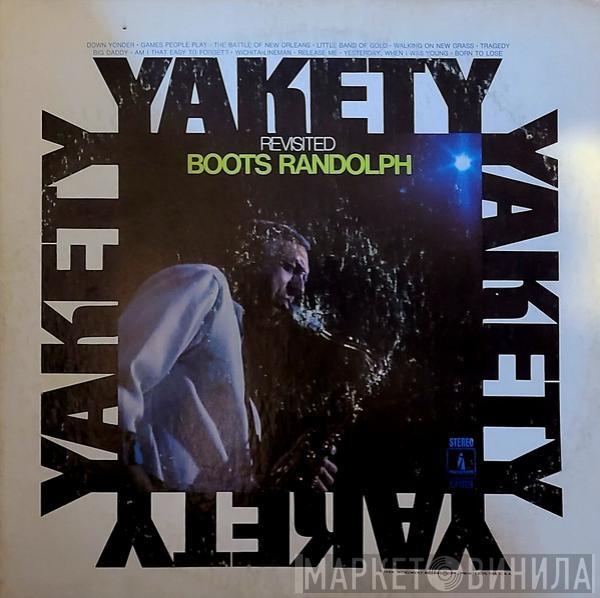 DOWN YONDER • GAMES PEOPLE PLAY • THE BATTLE OF NEW ORLEANS • LITTLE BAND OF GOLD • WALKING ON NEW GRASS • TRAGEDY
BIG DADDY • AM I THAT EASY TO FORGET? • WICHITA LINEMAN • RELEASE ME • YESTERDAY, WHEN I WAS YOUNG • BORN TO LOSE
YAKETY
REVISITED
BOOTS RANDOLPH
YAKETY
YAKETY
STEREO
YAKETY
МАРКЕТ ВИНИЛА